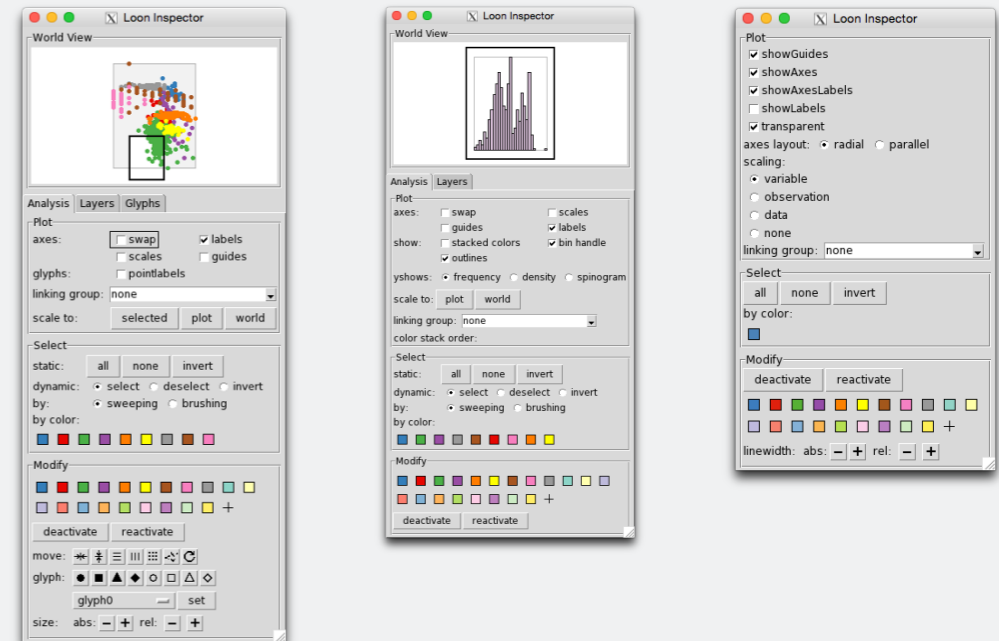 Loon Inspector
World View
Analysis Layers Glyphs
Plot
axes: swap labels
scales guides
glyphs: pointlabels
linking group: none
scale to: selected plot world
Select
static: all none invert
dynamic: select deselect invert
by: sweeping brushing
by color:
Modify
+
deactivate reactivate
move:
glyph:
glyph0 set
size: abs: − + rel: − +
Loon Inspector
World View
Analysis Layers
Plot
axes: swap scales
guides labels
show: stacked colors bin handle
outlines
yshows: frequency density spinogram
scale to: plot world
linking group: none
color stack order:
Select
static: all none invert
dynamic: select deselect invert
by: sweeping brushing
by color:
Modify
+
deactivate reactivate
Loon Inspector
Plot
showGuides
showAxes
showAxesLabels
showLabels
transparent
axes layout: radial parallel
scaling:
variable
observation
data
none
linking group: none
Select
all none invert
by color:
Modify
deactivate reactivate
+
linewidth: abs: − + rel: − +